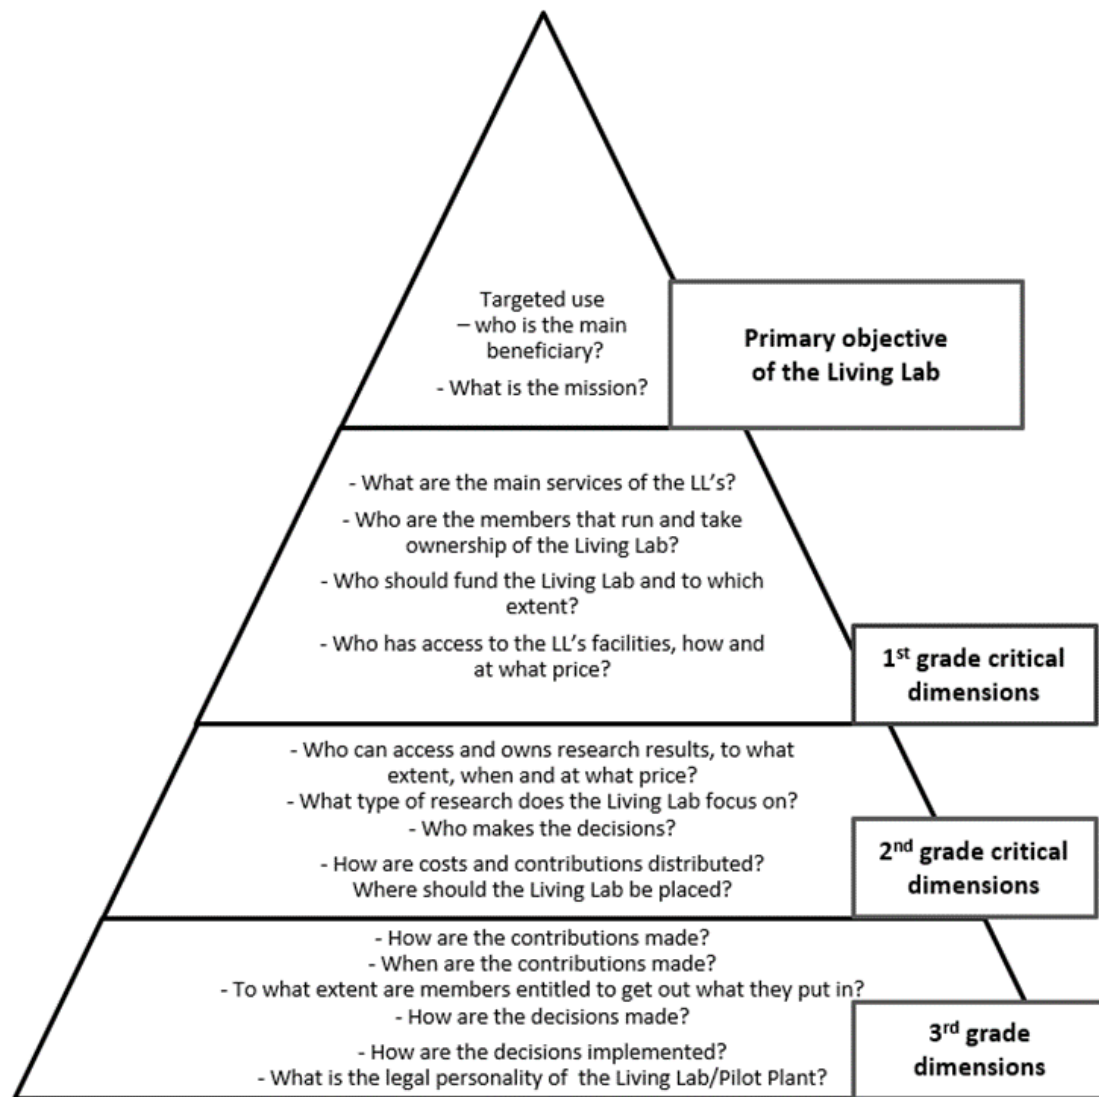 Targeted use
– who is the main
beneficiary?
- What is the mission?
Primary objective
of the Living Lab
- What are the main services of the LL's?
- Who are the members that run and take
ownership of the Living Lab?
- Who should fund the Living Lab and to which
extent?
- Who has access to the LL's facilities, how and
at what price?
1st grade critical
dimensions
- Who can access and owns research results, to what
extent, when and at what price?
- What type of research does the Living Lab focus on?
- Who makes the decisions?
- How are costs and contributions distributed?
Where should the Living Lab be placed?
2nd grade critical
dimensions
- How are the contributions made?
- When are the contributions made?
- To what extent are members entitled to get out what they put in?
- How are the decisions made?
- How are the decisions implemented?
- What is the legal personality of the Living Lab/Pilot Plant?
3rd grade
dimensions